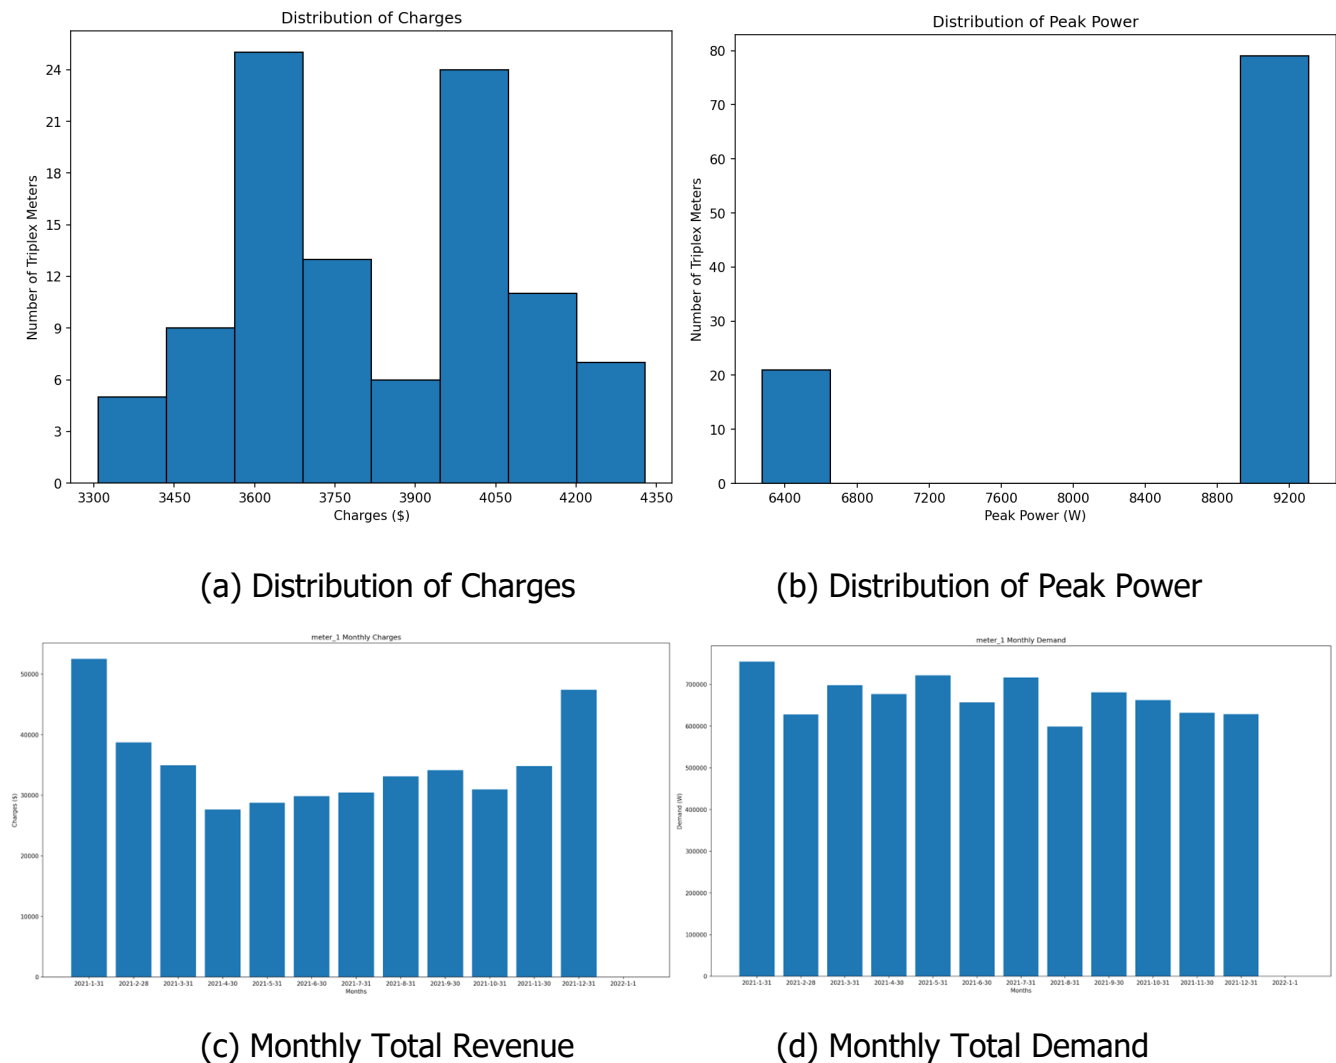 Distribution of Charges
Number of Triplex Meters
24
21
18
15
12
9
6
3
0
3300 3450 3600 3750 3900 4050 4200 4350
Charges ($)
Distribution of Peak Power
Number of Triplex Meters
80
70
60
50
40
30
20
10
0
6400 6800 7200 7600 8000 8400 8800 9200
Peak Power (W)
(a) Distribution of Charges
(b) Distribution of Peak Power
meter_1 Monthly Charges
Charges ($)
50000
40000
30000
20000
10000
0
2021-1-31 2021-2-28 2021-3-31 2021-4-30 2021-5-31 2021-6-30 2021-7-31 2021-8-31 2021-9-30 2021-10-31 2021-11-30 2021-12-31 2022-1-1
Months
meter_1 Monthly Demand
Demand (W)
700000
600000
500000
400000
300000
200000
100000
0
2021-1-31 2021-2-28 2021-3-31 2021-4-30 2021-5-31 2021-6-30 2021-7-31 2021-8-31 2021-9-30 2021-10-31 2021-11-30 2021-12-31 2022-1-1
Months
(c) Monthly Total Revenue
(d) Monthly Total Demand